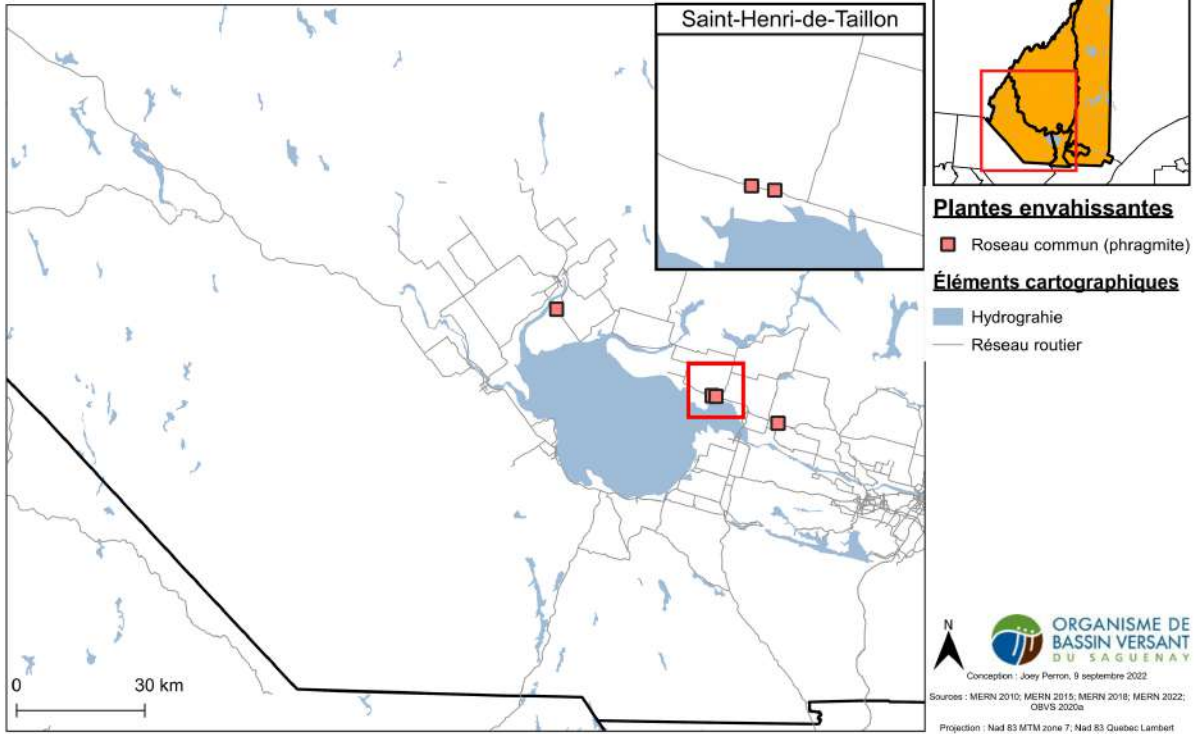 Saint-Henri-de-Taillon
0 30 km
Plantes envahissantes
Roseau commun (phragmite)
Éléments cartographiques
Hydrograhie
Réseau routier
N
ORGANISME DE
BASSIN VERSANT
DU SAGUENAY
Conception : Joey Perron, 9 septembre 2022
Sources : MERN 2010; MERN 2015; MERN 2018; MERN 2022;
OBVS 2020a
Projection : Nad 83 MTM zone 7; Nad 83 Quebec Lambert